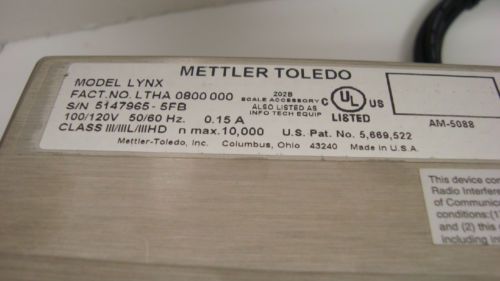 METTLER TOLEDO
MODEL LYNX
FACT.NO. LTHA 0800 000
S/N 5147965 - 5FB
100/120V 50/60 Hz. 0.15 A
CLASS III/IIIL/IIIHD n max.10,000
202B
SCALE ACCESSORY
ALSO LISTED AS
INFO TECH EQUIP
C UL US
LISTED
U.S. Pat. No. 5,669,522
Mettler-Toledo, Inc. Columbus, Ohio 43240 Made in U.S.A.
AM-5088
This device con
Radio Interfere
of Communica
conditions:(1)
and (2) this
including int